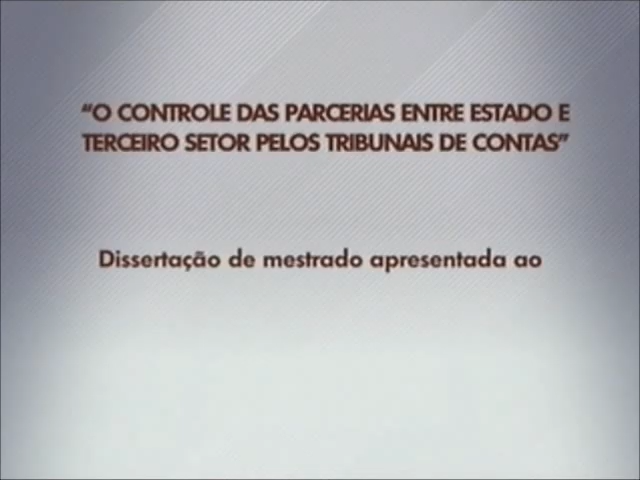 “O CONTROLE DAS PARCERIAS ENTRE ESTADO E
TERCEIRO SETOR PELOS TRIBUNAIS DE CONTAS”
Dissertação de mestrado apresentada ao